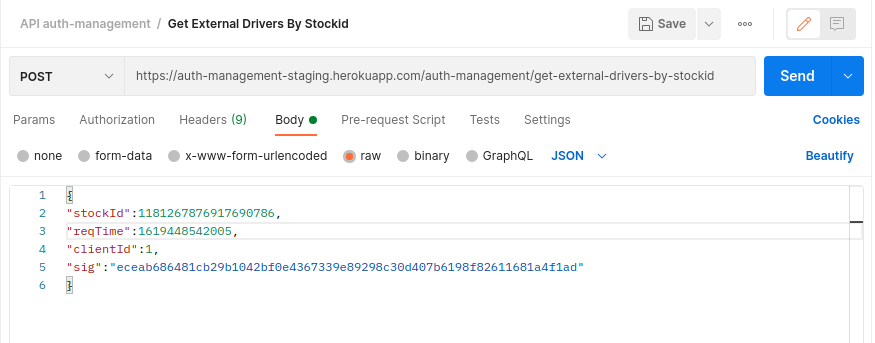 API auth-management / Get External Drivers By Stockid Save
POST https://auth-management-staging.herokuapp.com/auth-management/get-external-drivers-by-stockid Send
Params Authorization Headers (9) Body Pre-request Script Tests Settings Cookies
none form-data x-www-form-urlencoded raw binary GraphQL JSON Beautify
1 {
2 "stockId":1181267876917690786,
3 "reqTime":1619448542005,
4 "clientId":1,
5 "sig":"eceab686481cb29b1042bf0e4367339e89298c30d407b6198f82611681a4f1ad"
6 }